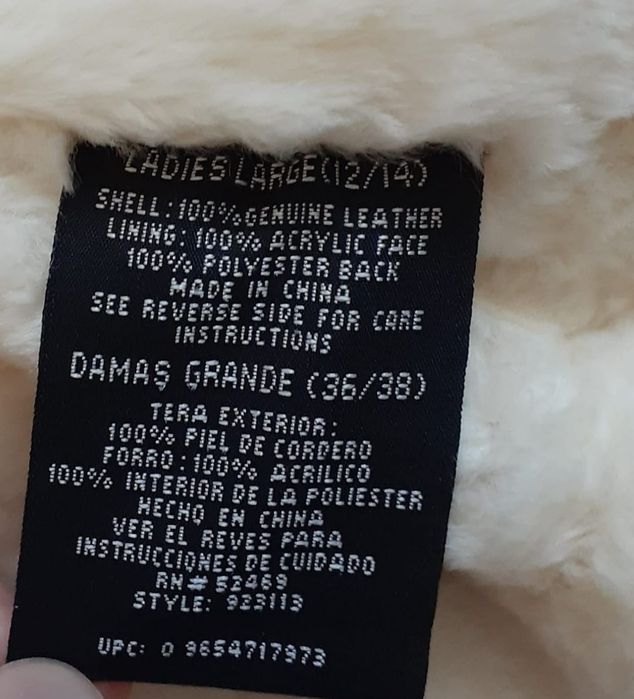 LADIES LARGE(12/14)
SHELL:100%GENUINE LEATHER
LINING: 100% ACRYLIC FACE
100% POLYESTER BACK
MADE IN CHINA
SEE REVERSE SIDE FOR CARE
INSTRUCTIONS
DAMAS GRANDE (36/38)
TERA EXTERIOR:
100% PIEL DE CORDERO
FORRO:100% ACRILICO
100% INTERIOR DE LA POLIESTER
HECHO EN CHINA
VER EL REVES PARA
INSTRUCCIONES DE CUIDADO
RN# 52469
STYLE: 923113
UPC: 0 9654717973